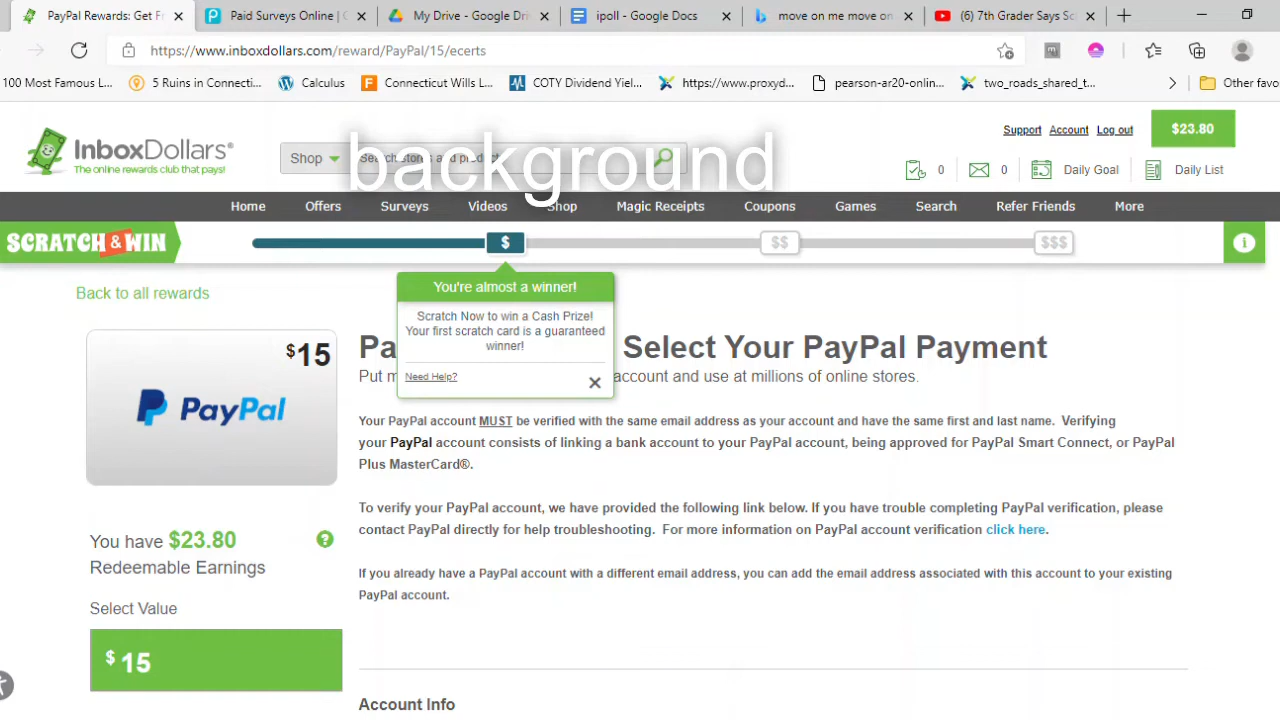 PayPal Rewards: Get Fr
Paid Surveys Online | C
My Drive - Google Dri
ipoll - Google Docs
move on me move on
(6) 7th Grader Says Sc
https://www.inboxdollars.com/reward/PayPal/15/ecerts
100 Most Famous L...
5 Ruins in Connecti...
Calculus
Connecticut Wills L...
COTY Dividend Yiel...
https://www.proxyd...
pearson-ar20-onlin...
two_roads_shared_t...
Other favo
Support Account Log out
$23.80
InboxDollars®
The online rewards club that pays!
Shop
Search stores and produc
background
0
0
Daily Goal
Daily List
Home Offers Surveys Videos Shop Magic Receipts Coupons Games Search Refer Friends More
SCRATCH & WIN
$
$$
$$$
Back to all rewards
You're almost a winner!
Scratch Now to win a Cash Prize!
Your first scratch card is a guaranteed
winner!
Need Help?
$15
PayPal
Pa Select Your PayPal Payment
Put m account and use at millions of online stores.
Your PayPal account MUST be verified with the same email address as your account and have the same first and last name. Verifying
your PayPal account consists of linking a bank account to your PayPal account, being approved for PayPal Smart Connect, or PayPal
Plus MasterCard®.
To verify your PayPal account, we have provided the following link below. If you have trouble completing PayPal verification, please
contact PayPal directly for help troubleshooting. For more information on PayPal account verification click here.
If you already have a PayPal account with a different email address, you can add the email address associated with this account to your existing
PayPal account.
You have $23.80
Redeemable Earnings
Select Value
$ 15
Account Info